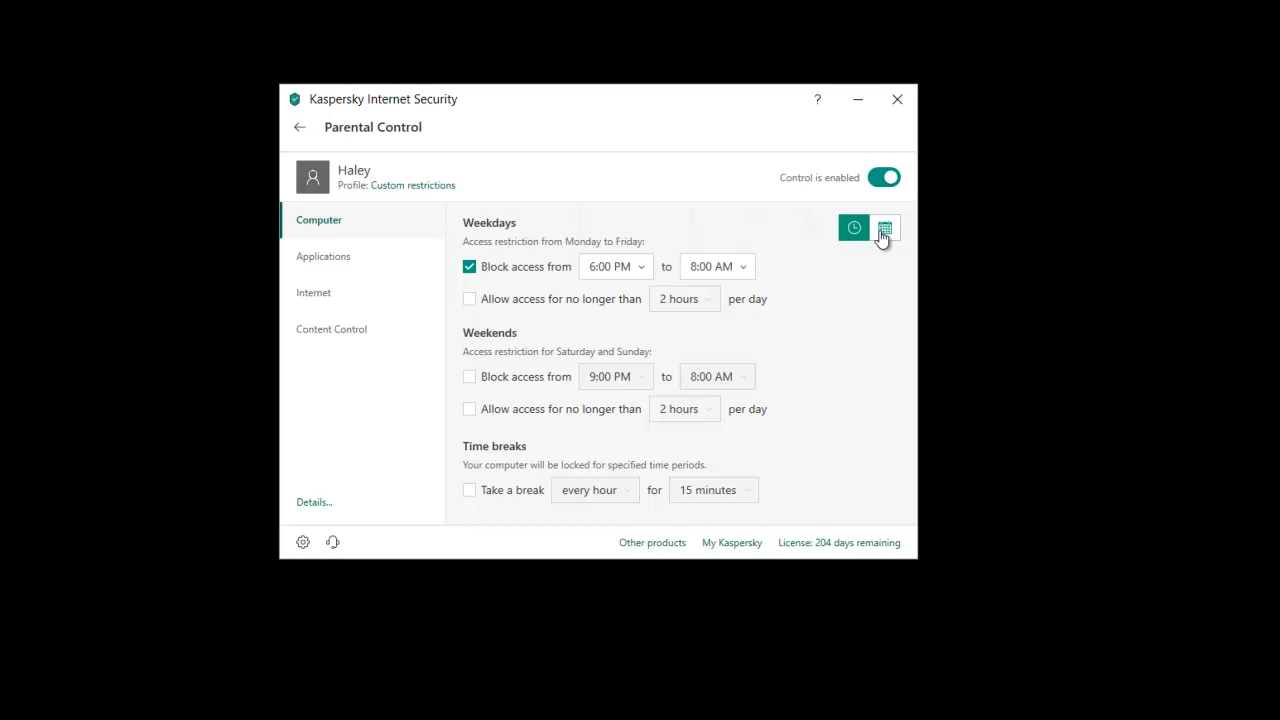 Kaspersky Internet Security ?
Parental Control
Haley
Profile: Custom restrictions
Control is enabled
Computer
Applications
Internet
Content Control
Details...
Weekdays
Access restriction from Monday to Friday:
Block access from 6:00 PM to 8:00 AM
Allow access for no longer than 2 hours per day
Weekends
Access restriction for Saturday and Sunday:
Block access from 9:00 PM to 8:00 AM
Allow access for no longer than 2 hours per day
Time breaks
Your computer will be locked for specified time periods.
Take a break every hour for 15 minutes
Other products My Kaspersky License: 204 days remaining